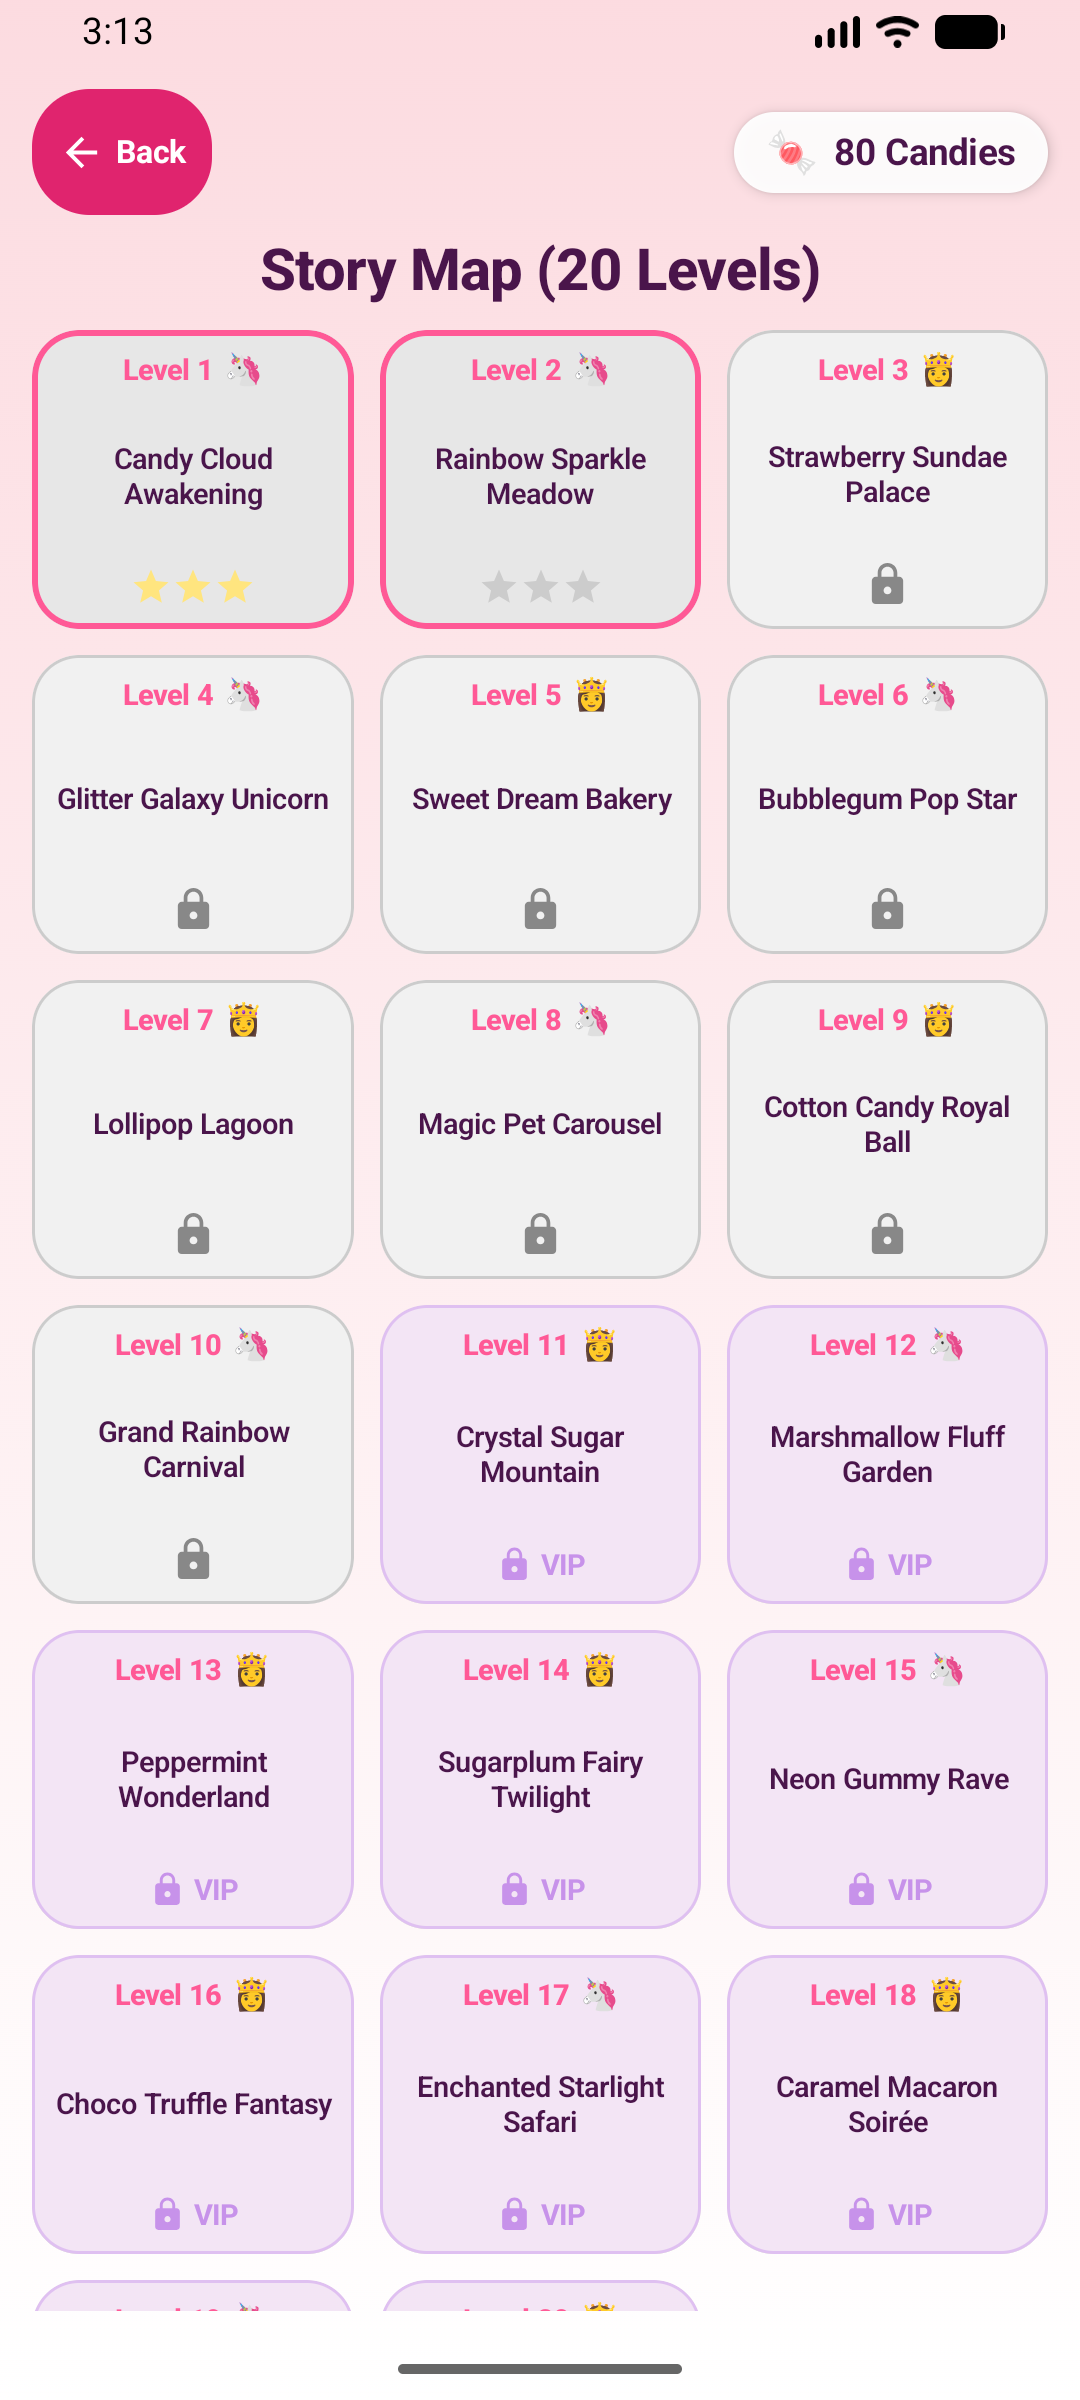 3:13
Back
80 Candies
Story Map (20 Levels)
Level 1
Candy Cloud
Awakening
Level 2
Rainbow Sparkle
Meadow
Level 3
Strawberry Sundae
Palace
Level 4
Glitter Galaxy Unicorn
Level 5
Sweet Dream Bakery
Level 6
Bubblegum Pop Star
Level 7
Lollipop Lagoon
Level 8
Magic Pet Carousel
Level 9
Cotton Candy Royal
Ball
Level 10
Grand Rainbow
Carnival
Level 11
Crystal Sugar
Mountain
VIP
Level 12
Marshmallow Fluff
Garden
VIP
Level 13
Peppermint
Wonderland
VIP
Level 14
Sugarplum Fairy
Twilight
VIP
Level 15
Neon Gummy Rave
VIP
Level 16
Choco Truffle Fantasy
VIP
Level 17
Enchanted Starlight
Safari
VIP
Level 18
Caramel Macaron
Soirée
VIP